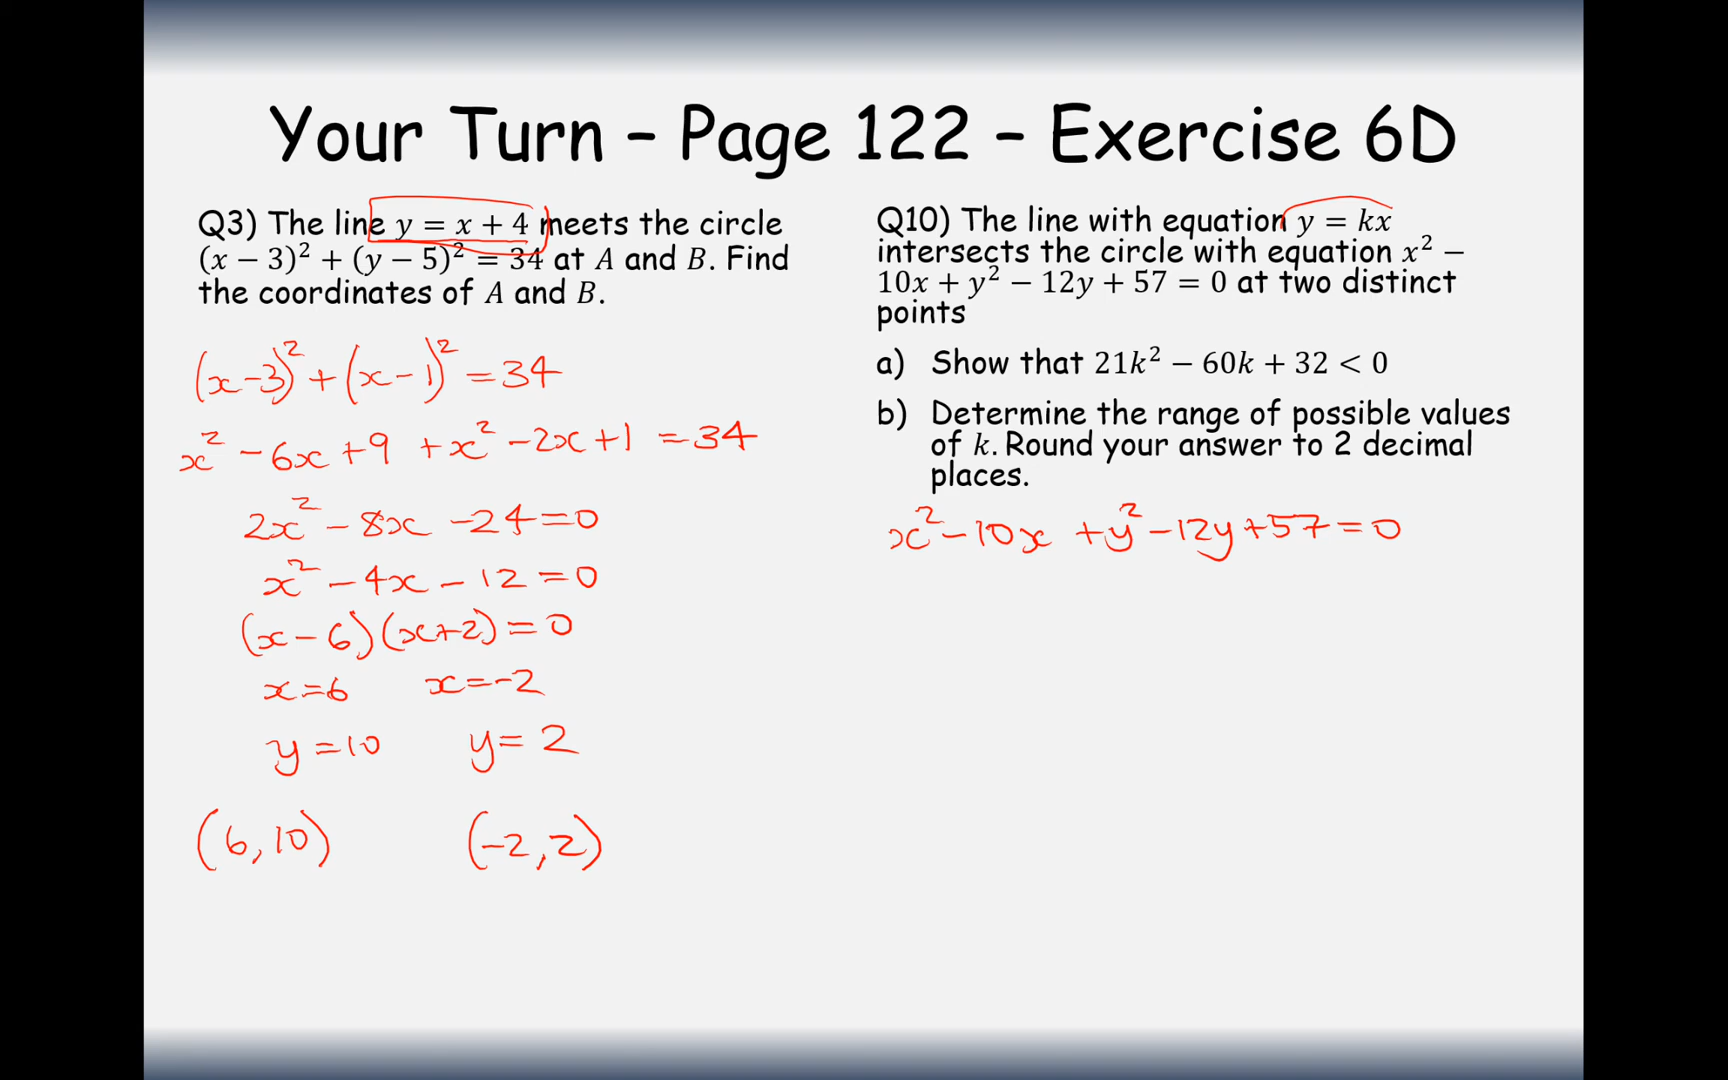 Your Turn – Page 122 – Exercise 6D
Q3) The line y = x + 4 meets the circle
(x − 3)² + (y − 5)² = 34 at A and B. Find
the coordinates of A and B.
(x-3)² + (x-1)² = 34
x² - 6x + 9 + x² - 2x + 1 = 34
2x² - 8x - 24 = 0
x² - 4x - 12 = 0
(x-6)(x+2) = 0
x=6 x=-2
y=10 y=2
(6,10) (-2,2)
Q10) The line with equation y = kx
intersects the circle with equation x² −
10x + y² − 12y + 57 = 0 at two distinct
points
a) Show that 21k² − 60k + 32 < 0
b) Determine the range of possible values
of k. Round your answer to 2 decimal
places.
x² - 10x + y² - 12y + 57 = 0